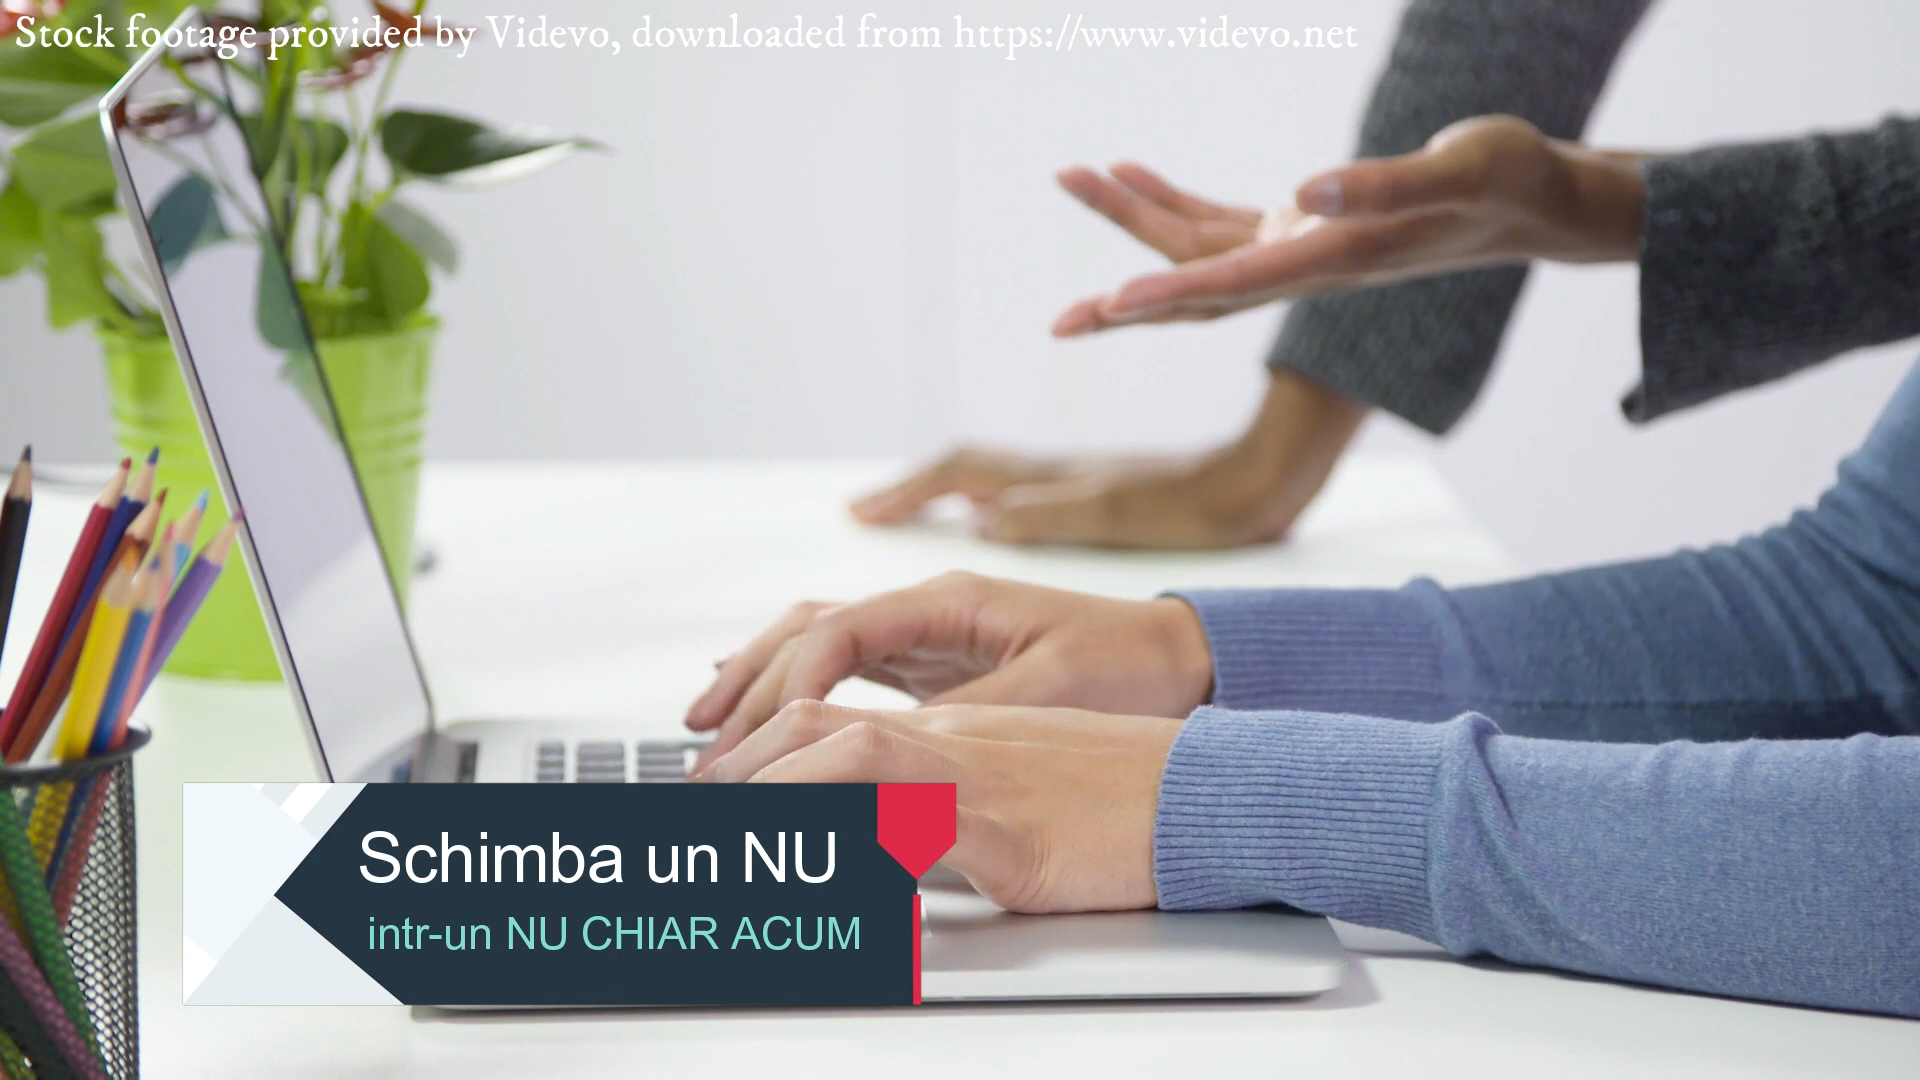 Stock footage provided by Videvo, downloaded from https://www.videvo.net
Schimba un NU
intr-un NU CHIAR ACUM